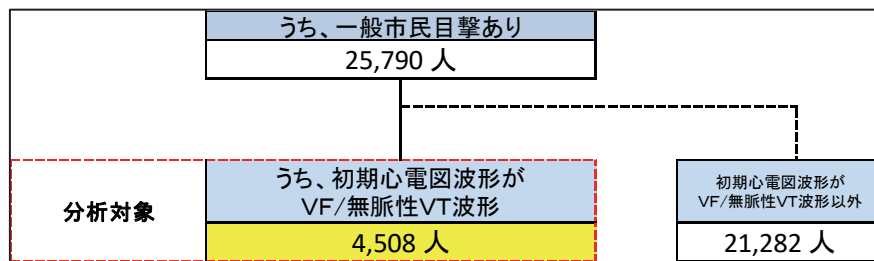 うち、一般市民目撃あり
25,790 人
分析対象
うち、初期心電図波形が
VF/無脈性VT波形
4,508 人
初期心電図波形が
VF/無脈性VT波形以外
21,282 人